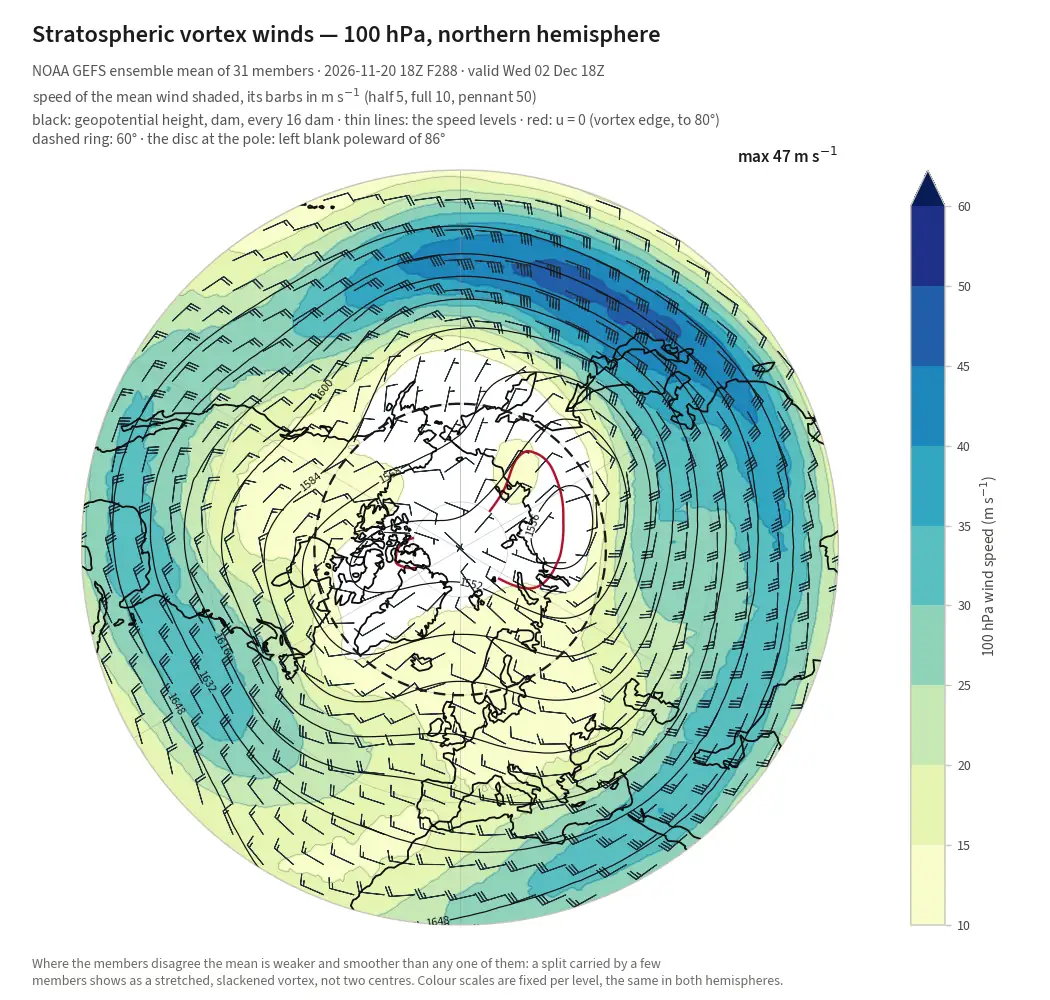 Stratospheric vortex winds — 100 hPa, northern hemisphere
NOAA GEFS ensemble mean of 31 members · 2026-11-20 18Z F288 · valid Wed 02 Dec 18Z
speed of the mean wind shaded, its barbs in m s⁻¹ (half 5, full 10, pennant 50)
black: geopotential height, dam, every 16 dam · thin lines: the speed levels · red: u = 0 (vortex edge, to 80°)
dashed ring: 60° · the disc at the pole: left blank poleward of 86°
max 47 m s⁻¹
60
50
45
40
35
30
25
20
15
10
100 hPa wind speed (m s⁻¹)
1600
1584
1568
1536
1552
1616
1632
1648
1648
Where the members disagree the mean is weaker and smoother than any one of them: a split carried by a few
members shows as a stretched, slackened vortex, not two centres. Colour scales are fixed per level, the same in both hemispheres.